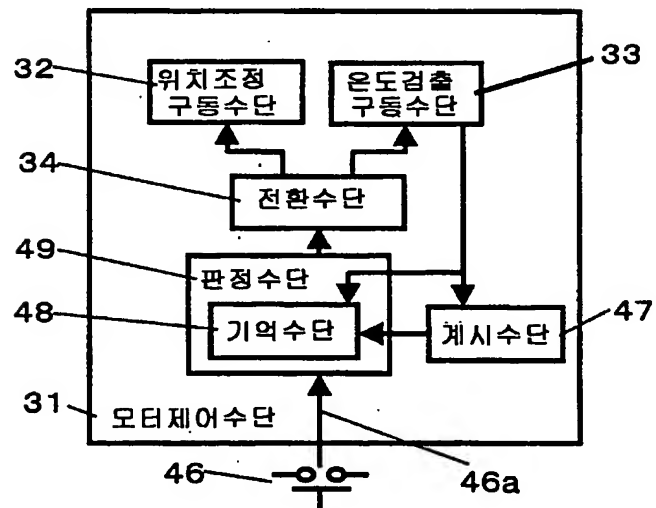 32
위치조정
구동수단
온도검출
구동수단
33
34
전환수단
49
판정수단
48
기억수단
계시수단
47
31
모터제어수단
46
46a